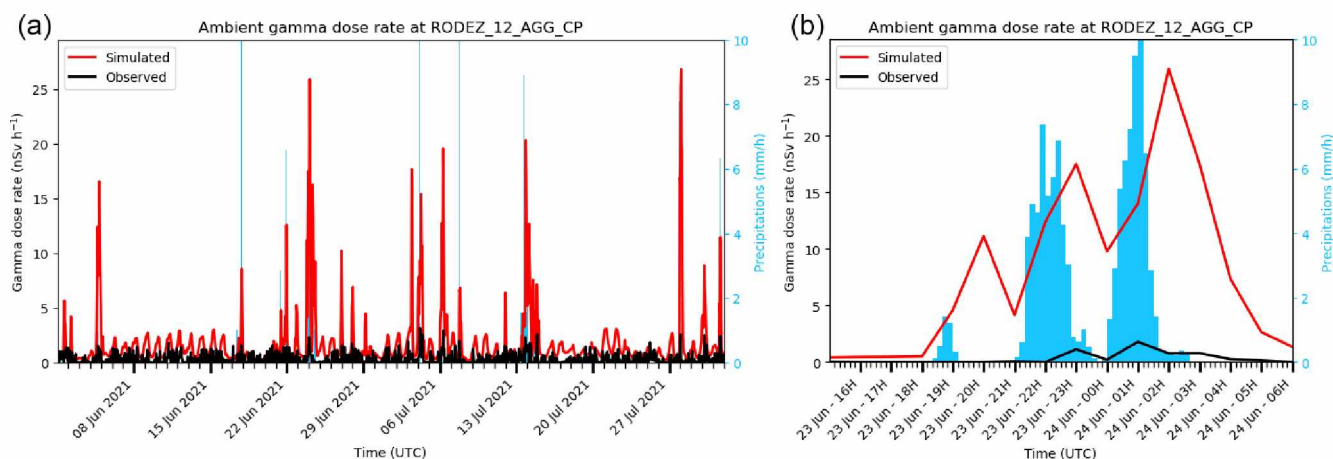 (a)
Ambient gamma dose rate at RODEZ_12_AGG_CP
Simulated
Observed
Gamma dose rate (nSv h⁻¹)
25
20
15
10
5
0
10
8
6
4
2
0
Precipitations (mm/h)
08 Jun 2021
15 Jun 2021
22 Jun 2021
29 Jun 2021
06 Jul 2021
13 Jul 2021
20 Jul 2021
27 Jul 2021
Time (UTC)
(b)
Ambient gamma dose rate at RODEZ_12_AGG_CP
Simulated
Observed
Gamma dose rate (nSv h⁻¹)
25
20
15
10
5
0
10
8
6
4
2
0
Precipitations (mm/h)
23 Jun - 16H
23 Jun - 17H
23 Jun - 18H
23 Jun - 19H
23 Jun - 20H
23 Jun - 21H
23 Jun - 22H
23 Jun - 23H
24 Jun - 00H
24 Jun - 01H
24 Jun - 02H
24 Jun - 03H
24 Jun - 04H
24 Jun - 05H
24 Jun - 06H
Time (UTC)